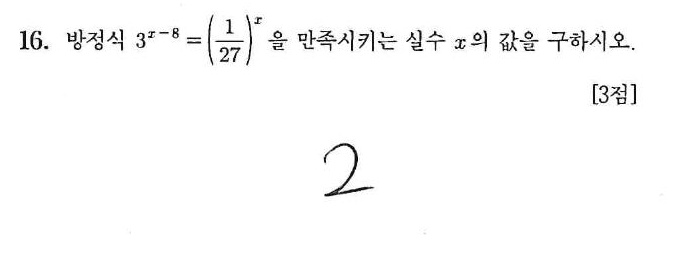 16. 방정식 3^{x-8} = (1/27)^x 을 만족시키는 실수 x의 값을 구하시오.
[3점]
2